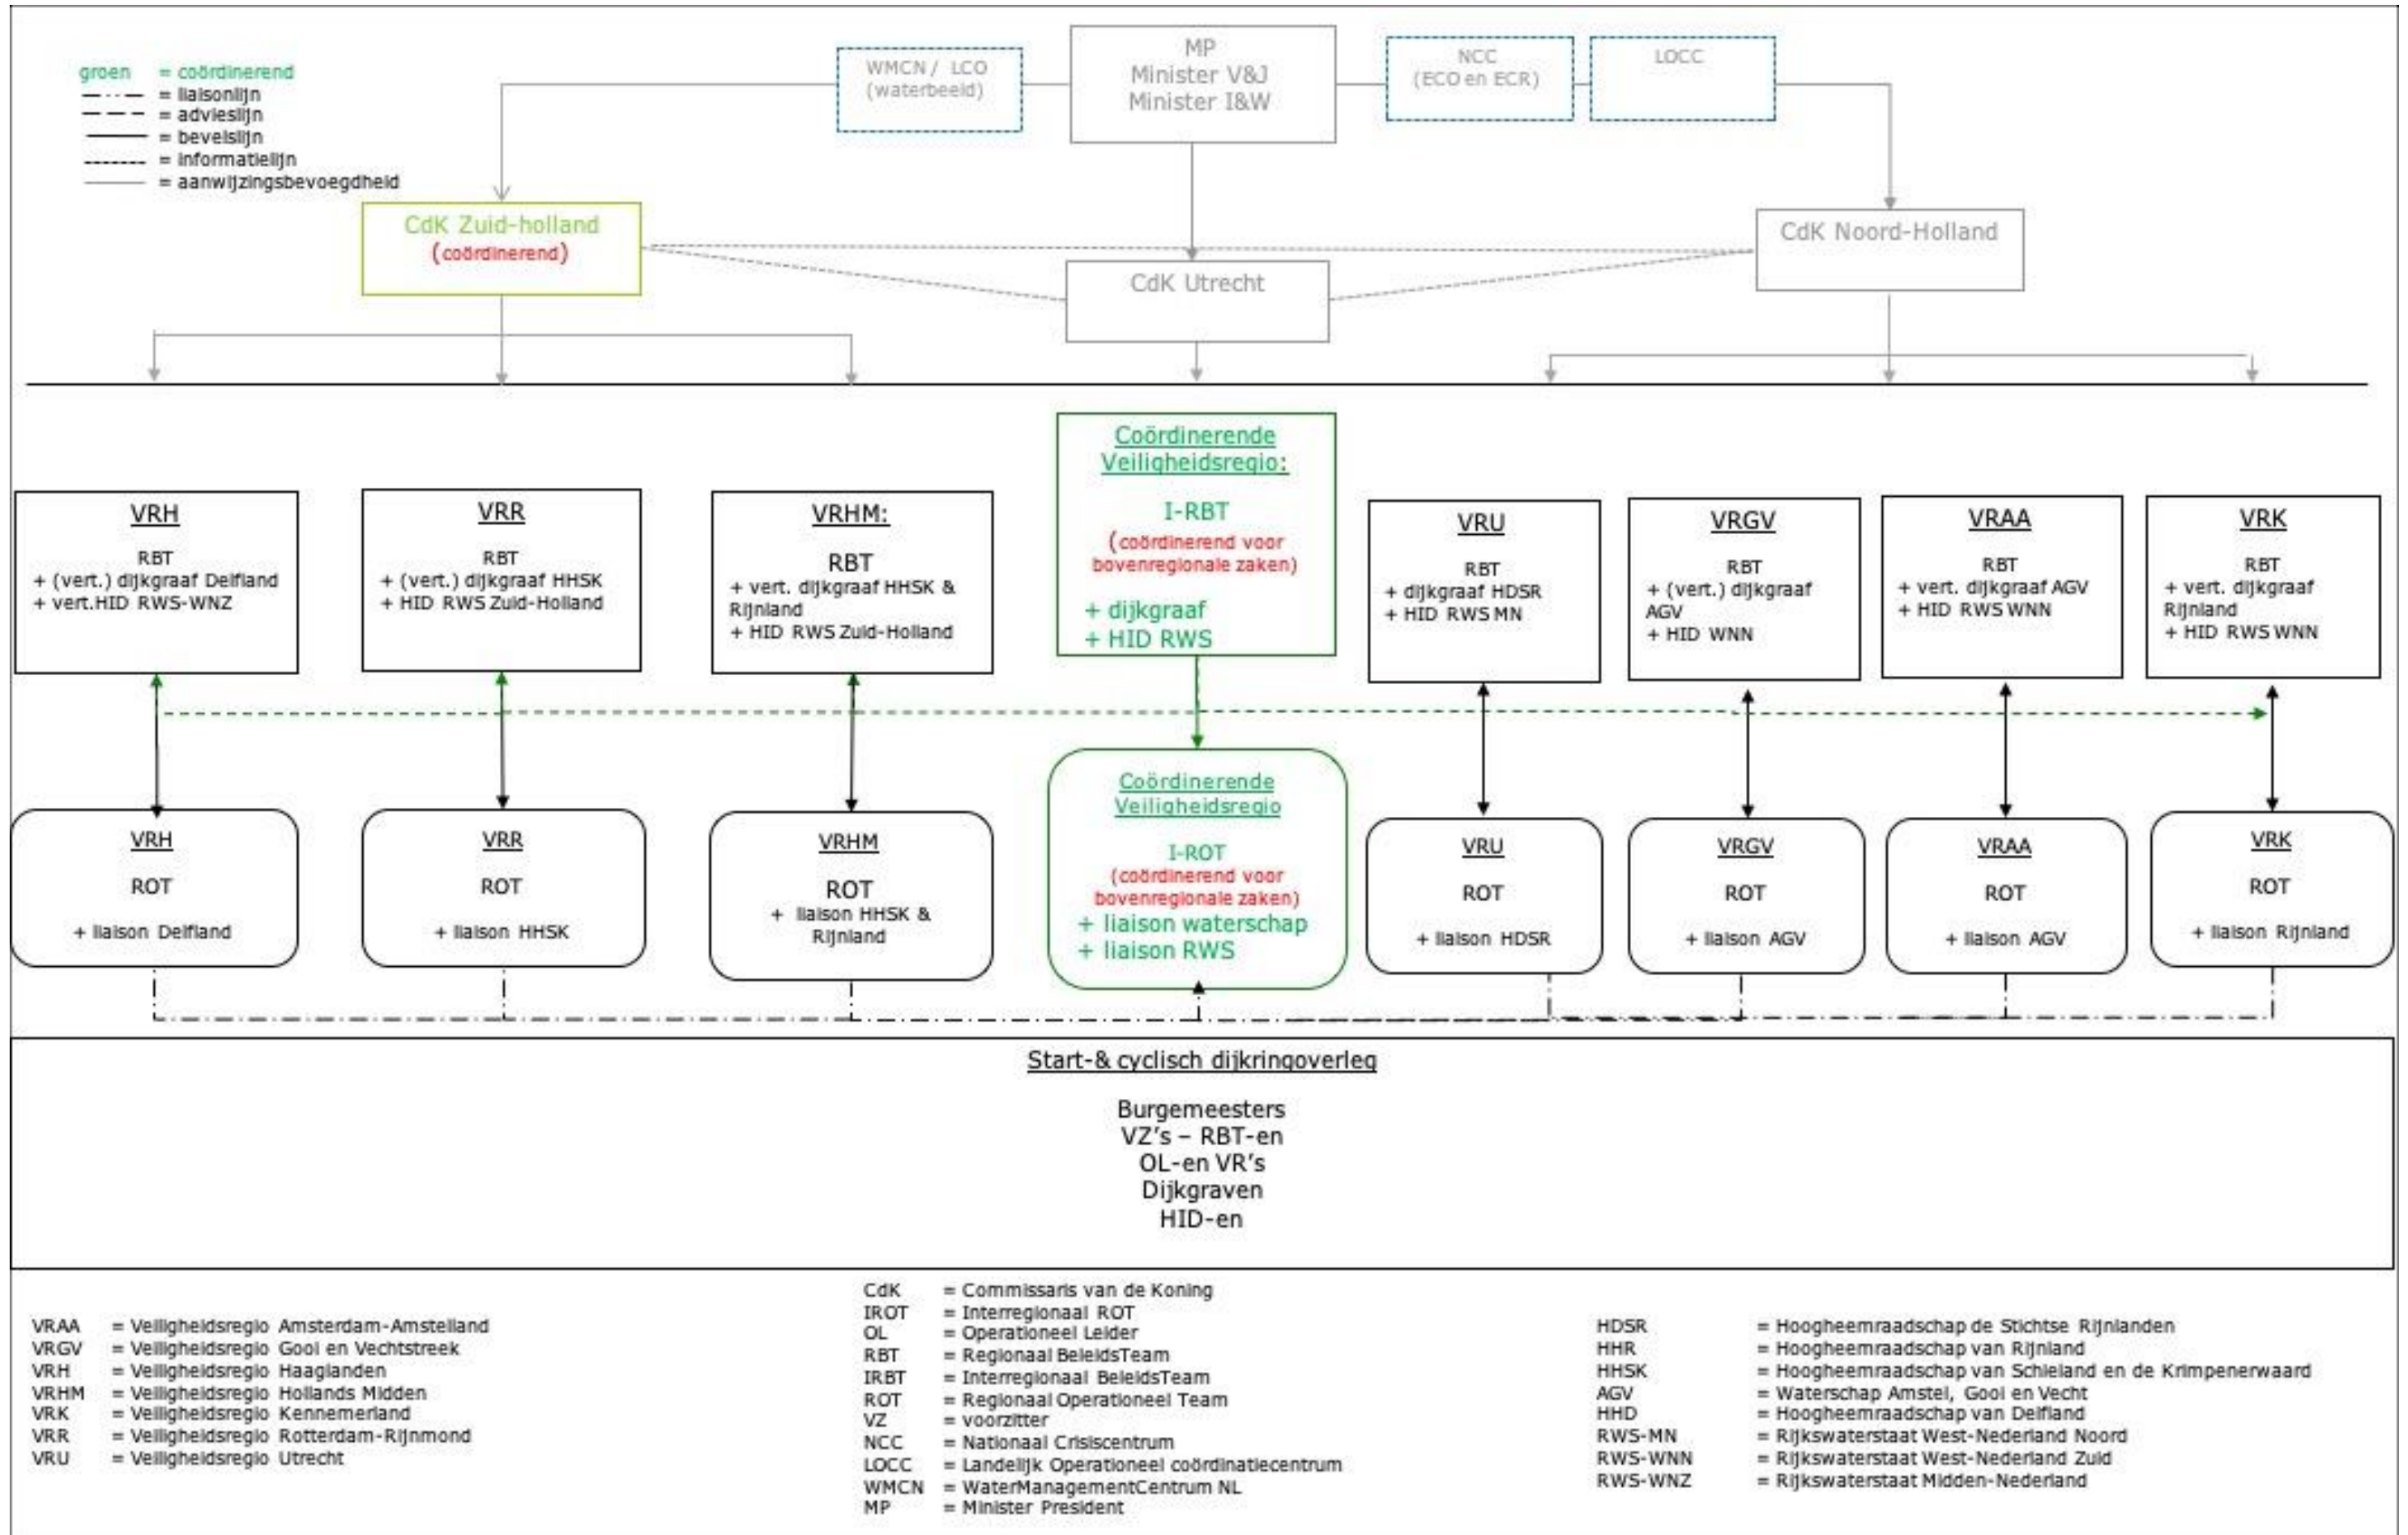 groen = coördinerend
= liaisonlijn
= advieslijn
= bevelslijn
= informatielijn
= aanwijzingsbevoegdheid
WMCN / LCO
(waterbeeld)
MP
Minister V&J
Minister I&W
NCC
(ECO en ECR)
LOCC
CdK Zuid-holland
(coördinerend)
CdK Utrecht
CdK Noord-Holland
VRH
RBT
+ (vert.) dijkgraaf Delfland
+ vert.HID RWS-WNZ
VRR
RBT
+ (vert.) dijkgraaf HHSK
+ HID RWS Zuid-Holland
VRHM:
RBT
+ vert. dijkgraaf HHSK &
Rijnland
+ HID RWS Zuid-Holland
Coördinerende
Veiligheidsregio:
I-RBT
(coördinerend voor
bovenregionale zaken)
+ dijkgraaf
+ HID RWS
VRU
RBT
+ dijkgraaf HDSR
+ HID RWS MN
VRGV
RBT
+ (vert.) dijkgraaf
AGV
+ HID WNN
VRAA
RBT
+ vert. dijkgraaf AGV
+ HID RWS WNN
VRK
RBT
+ vert. dijkgraaf
Rijnland
+ HID RWS WNN
VRH
ROT
+ liaison Delfland
VRR
ROT
+ liaison HHSK
VRHM
ROT
+ liaison HHSK &
Rijnland
Coördinerende
Veiligheidsregio
I-ROT
(coördinerend voor
bovenregionale zaken)
+ liaison waterschap
+ liaison RWS
VRU
ROT
+ liaison HDSR
VRGV
ROT
+ liaison AGV
VRAA
ROT
+ liaison AGV
VRK
ROT
+ liaison Rijnland
Start-& cyclisch dijkringoverleg
Burgemeesters
VZ's – RBT-en
OL-en VR's
Dijkgraven
HID-en
VRAA = Veiligheidsregio Amsterdam-Amstelland
VRGV = Veiligheidsregio Gooi en Vechtstreek
VRH = Veiligheidsregio Haaglanden
VRHM = Veiligheidsregio Hollands Midden
VRK = Veiligheidsregio Kennemerland
VRR = Veiligheidsregio Rotterdam-Rijnmond
VRU = Veiligheidsregio Utrecht
CdK = Commissaris van de Koning
IROT = Interregionaal ROT
OL = Operationeel Leider
RBT = Regionaal BeleidsTeam
IRBT = Interregionaal BeleidsTeam
ROT = Regionaal Operationeel Team
VZ = voorzitter
NCC = Nationaal Crisiscentrum
LOCC = Landelijk Operationeel coördinatiecentrum
WMCN = WaterManagementCentrum NL
MP = Minister President
HDSR = Hoogheemraadschap de Stichtse Rijnlanden
HHR = Hoogheemraadschap van Rijnland
HHSK = Hoogheemraadschap van Schieland en de Krimpenerwaard
AGV = Waterschap Amstel, Gooi en Vecht
HHD = Hoogheemraadschap van Delfland
RWS-MN = Rijkswaterstaat West-Nederland Noord
RWS-WNN = Rijkswaterstaat West-Nederland Zuid
RWS-WNZ = Rijkswaterstaat Midden-Nederland